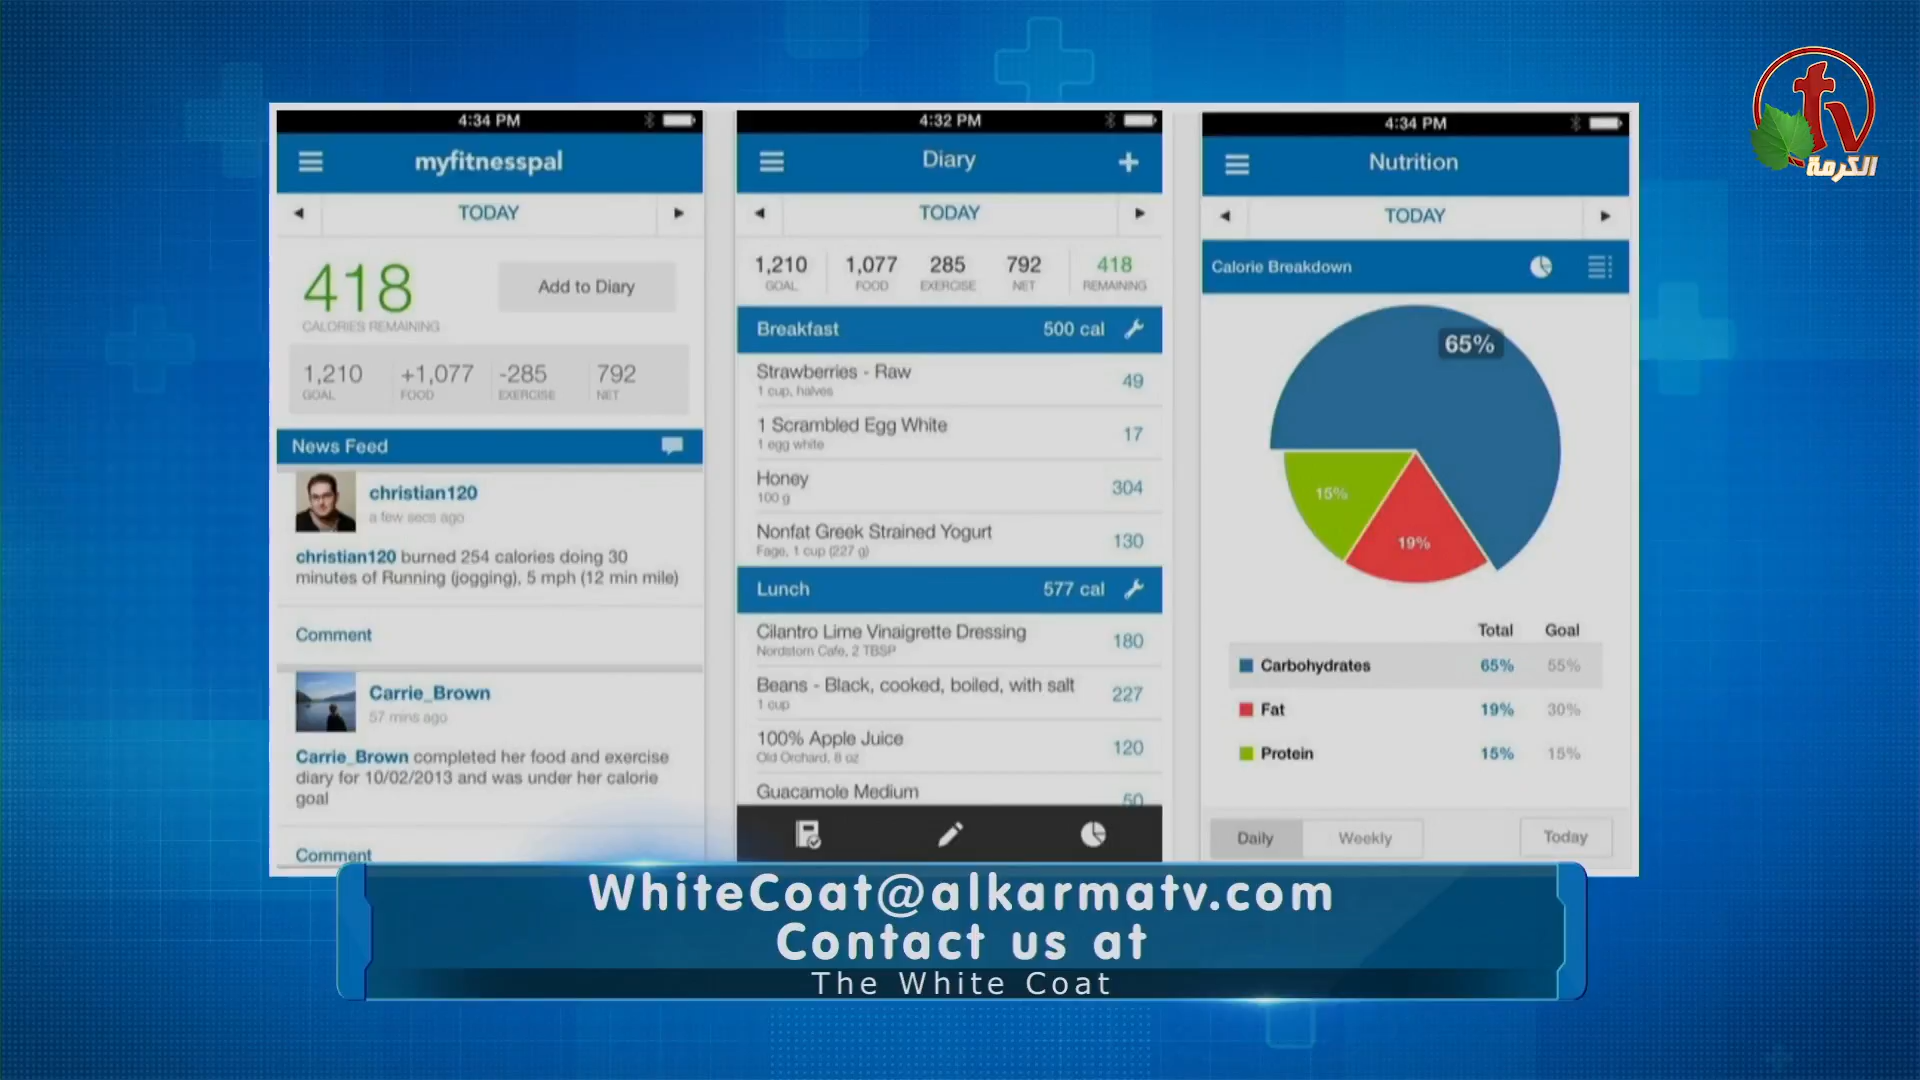 4:34 PM
myfitnesspal
TODAY
418
CALORIES REMAINING
Add to Diary
1,210 +1,077 -285 792
GOAL FOOD EXERCISE NET
News Feed
christian120
a few secs ago
christian120 burned 254 calories doing 30
minutes of Running (jogging), 5 mph (12 min mile)
Comment
Carrie_Brown
57 mins ago
Carrie_Brown completed her food and exercise
diary for 10/02/2013 and was under her calorie
goal
Comment
4:32 PM
Diary
TODAY
1,210 1,077 285 792 418
GOAL FOOD EXERCISE NET REMAINING
Breakfast 500 cal
Strawberries - Raw 49
1 cup, halves
1 Scrambled Egg White 17
1 egg white
Honey 304
100 g
Nonfat Greek Strained Yogurt 130
Fage, 1 cup (227 g)
Lunch 577 cal
Cilantro Lime Vinaigrette Dressing 180
Nordstorn Cafe, 2 TBSP
Beans - Black, cooked, boiled, with salt 227
1 cup
100% Apple Juice 120
Old Orchard, 8 oz
Guacamole Medium 50
4:34 PM
Nutrition
TODAY
Calorie Breakdown
65%
15%
19%
Total Goal
Carbohydrates 65% 55%
Fat 19% 30%
Protein 15% 15%
Daily Weekly Today
tv
الكرمة
WhiteCoat@alkarmatv.com
Contact us at
The White Coat